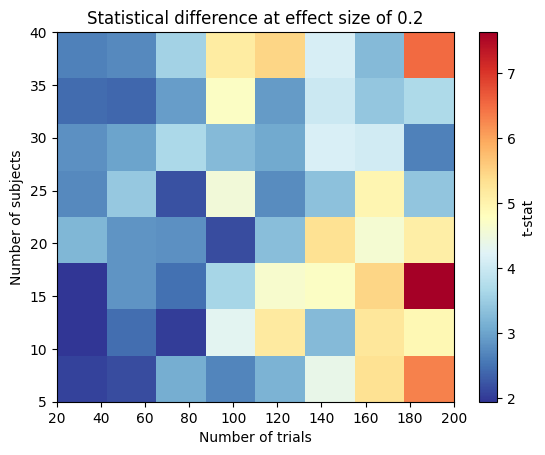 Statistical difference at effect size of 0.2
40
35
30
25
20
15
10
5
Number of subjects
20 40 60 80 100 120 140 160 180 200
Number of trials
7
6
5
4
3
2
t-stat